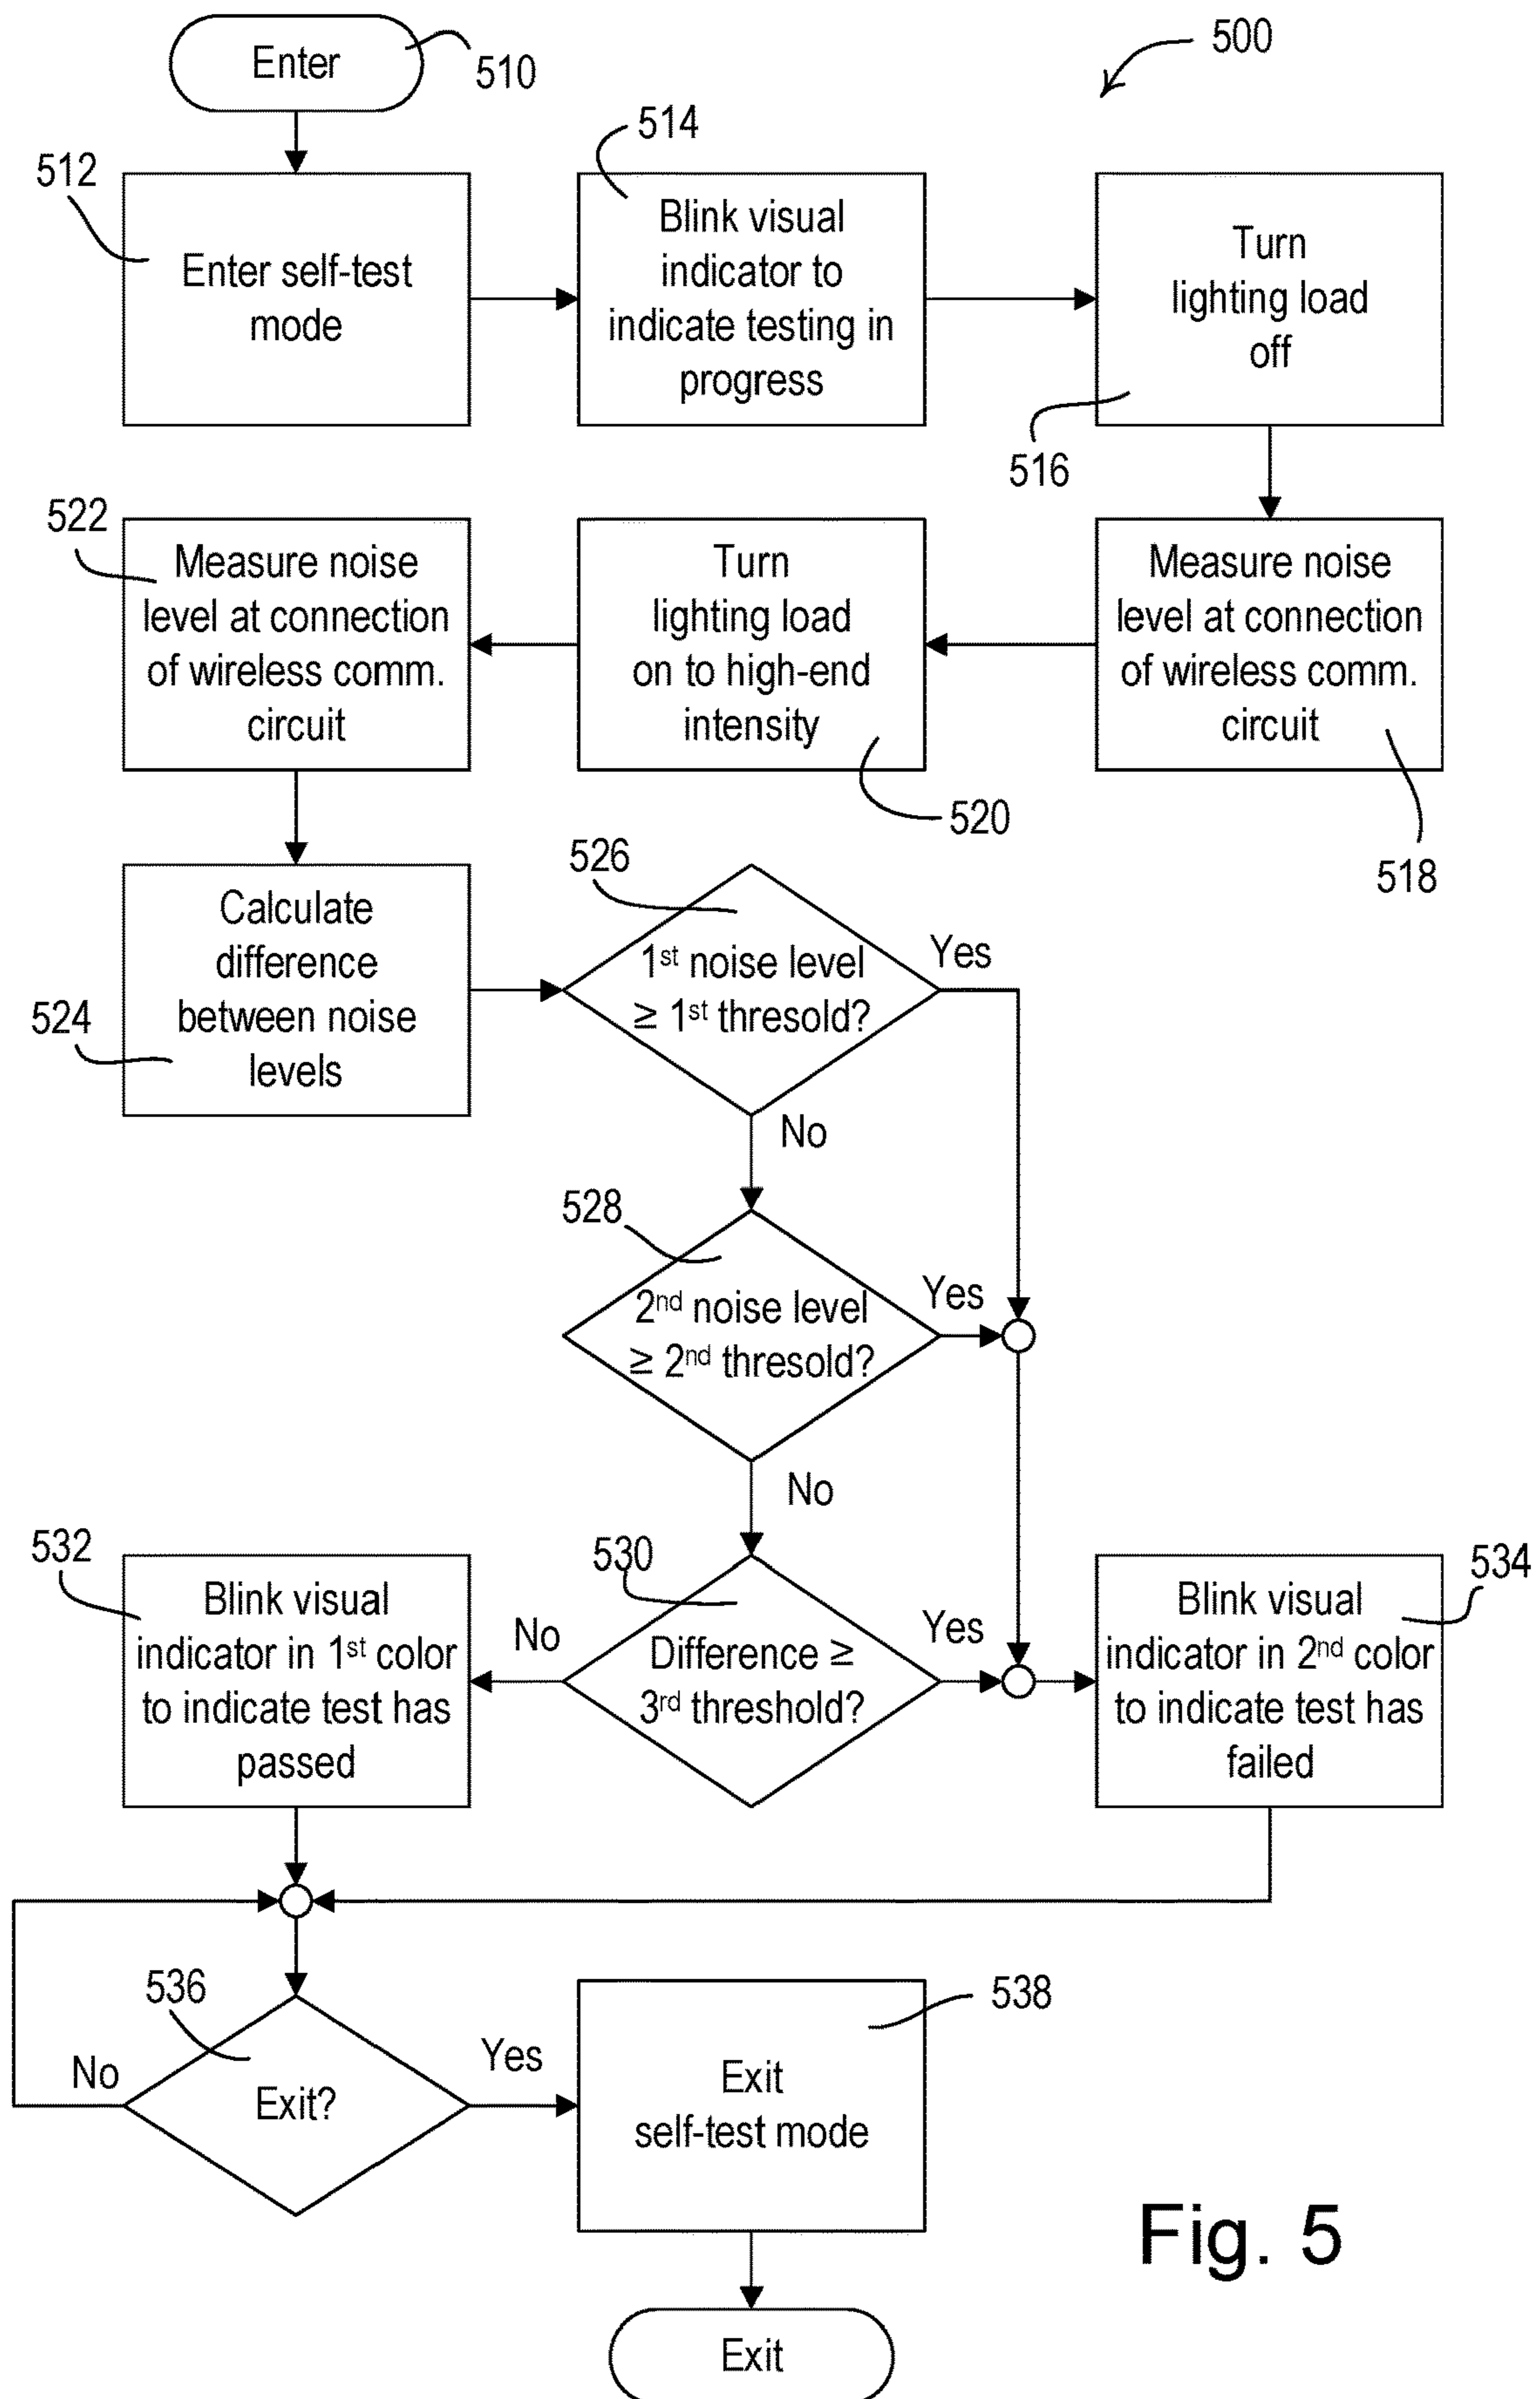 Enter
510
500
512
Enter self-test
mode
514
Blink visual
indicator to
indicate testing in
progress
Turn
lighting load
off
516
522
Measure noise
level at connection
of wireless comm.
circuit
Turn
lighting load
on to high-end
intensity
520
Measure noise
level at connection
of wireless comm.
circuit
518
524
Calculate
difference
between noise
levels
526
1st noise level
≥ 1st thresold?
Yes
No
528
2nd noise level
≥ 2nd thresold?
Yes
No
532
Blink visual
indicator in 1st color
to indicate test has
passed
No
530
Difference ≥
3rd threshold?
Yes
534
Blink visual
indicator in 2nd color
to indicate test has
failed
536
Exit?
No
Yes
538
Exit
self-test mode
Exit
Fig. 5